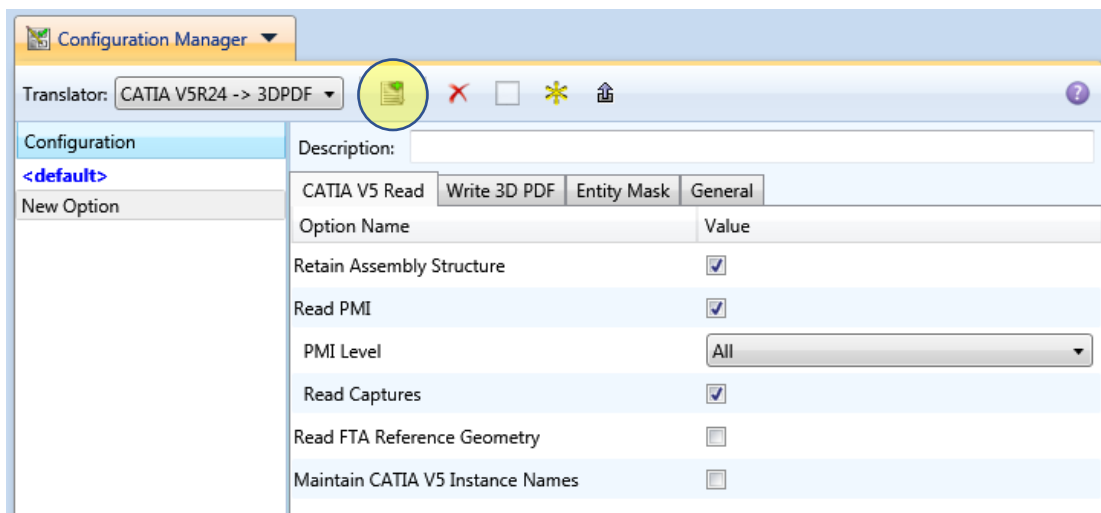 Configuration Manager
Translator: CATIA V5R24 -> 3DPDF
?
Configuration
Description:
<default>
New Option
CATIA V5 Read Write 3D PDF Entity Mask General
Option Name Value
Retain Assembly Structure
Read PMI
PMI Level All
Read Captures
Read FTA Reference Geometry
Maintain CATIA V5 Instance Names